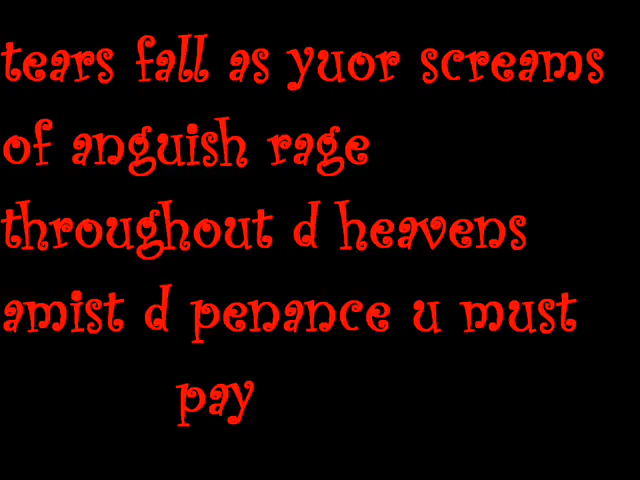 tears fall as yuor screams
of anguish rage
throughout d heavens
amist d penance u must
pay